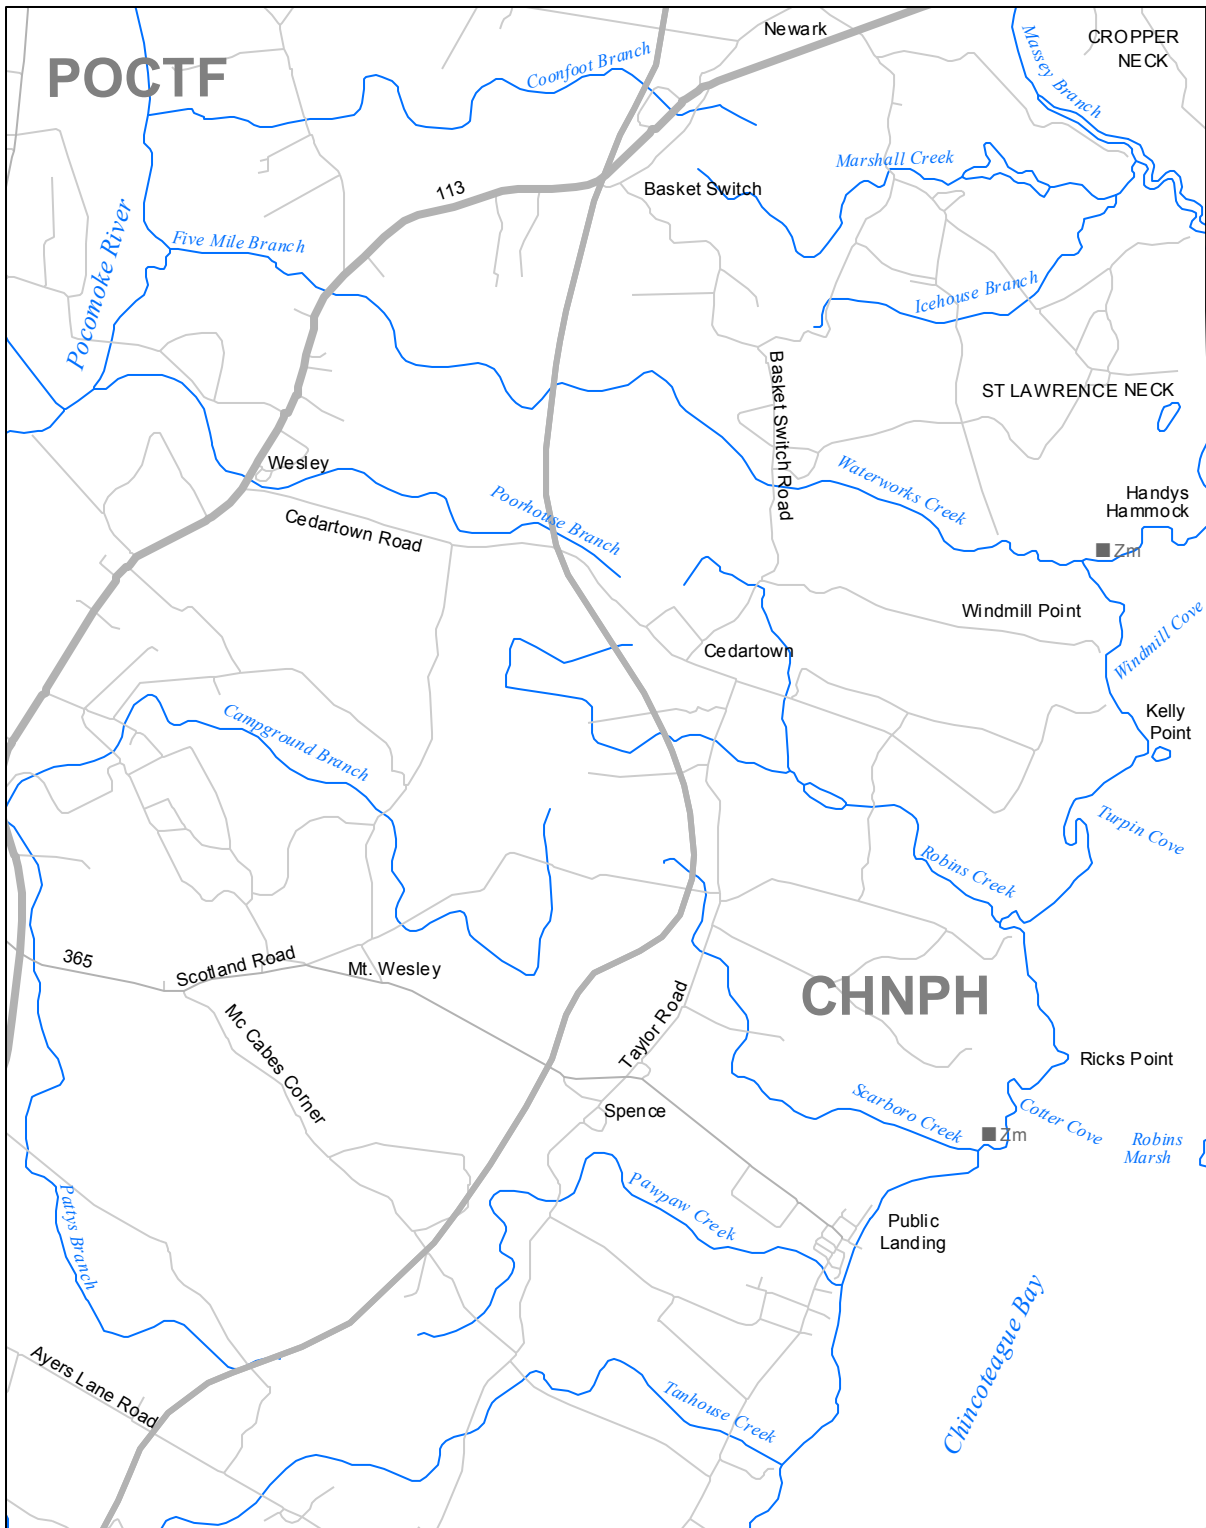 Newark
CROPPER
NECK
POCTF
Coonfoot Branch
Massey Branch
Marshall Creek
113
Basket Switch
Pocomoke River
Five Mile Branch
Icehouse Branch
Basket Switch Road
ST LAWRENCE NECK
Wesley
Waterworks Creek
Handys
Hammock
Poorhouse Branch
Cedartown Road
Zm
Windmill Point
Windmill Cove
Cedartown
Kelly
Point
Campground Branch
Turpin Cove
Robins Creek
365
Scotland Road
Mt. Wesley
CHNPH
Taylor Road
Mc Cabes Corner
Ricks Point
Spence
Scarboro Creek
Cotter Cove
Zm
Robins
Marsh
Pattys Branch
Pawpaw Creek
Public
Landing
Chincoteague Bay
Ayers Lane Road
Tanhouse Creek